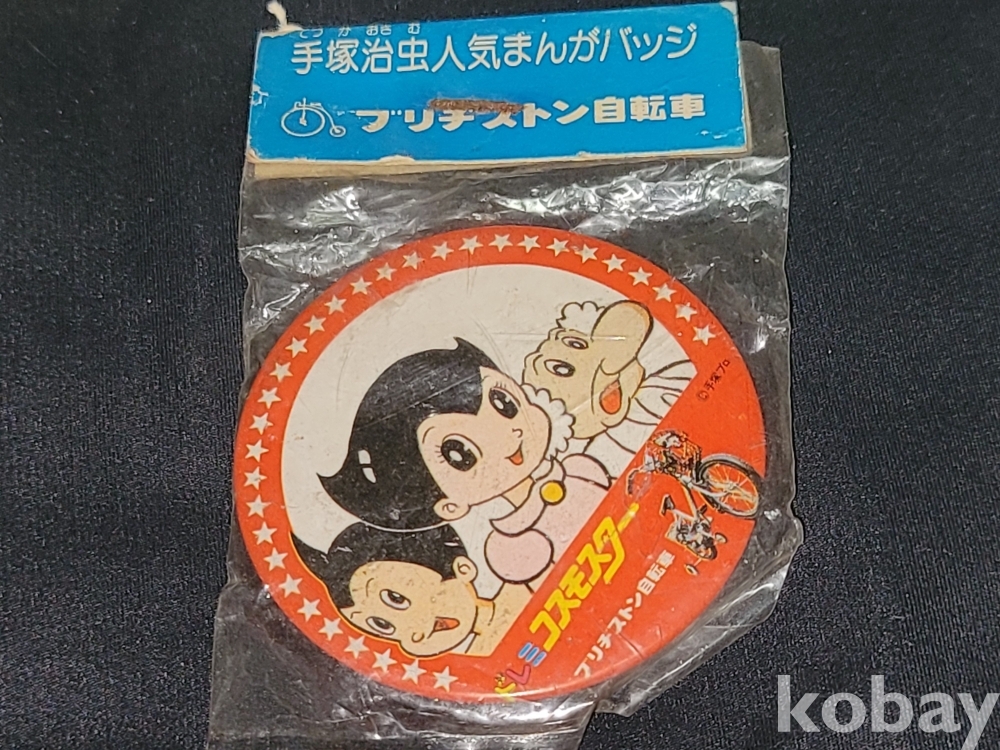 てつかおさむ
手塚治虫人気まんがバッジ
ブリヂストン自転車
©手塚プロ
ドレミコスモスター
ブリヂストン自転車
kobay